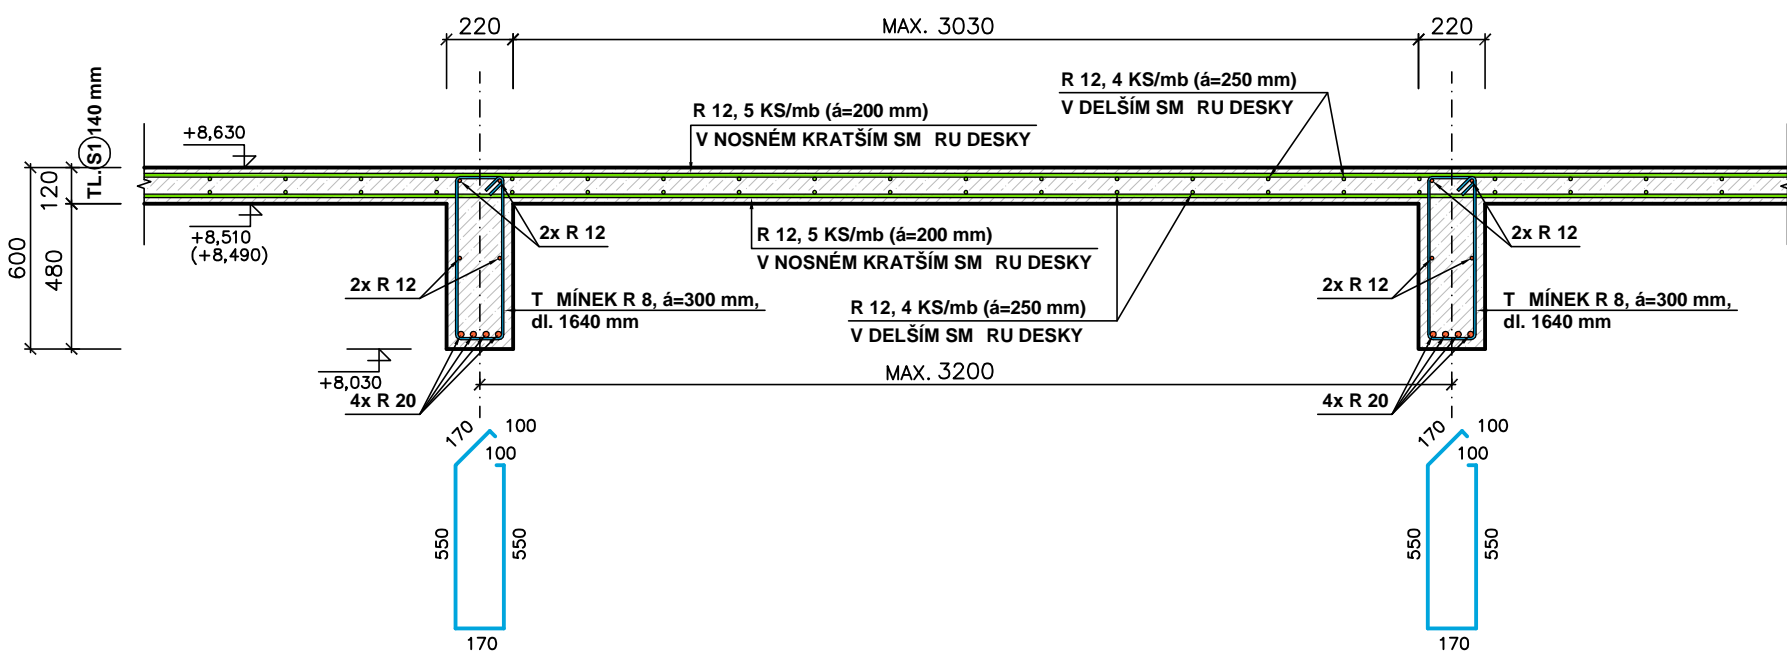 220
MAX. 3030
220
TL. S1 140 mm
+8,630
R 12, 5 KS/mb (á=200 mm)
V NOSNÉM KRATŠÍM SM RU DESKY
R 12, 4 KS/mb (á=250 mm)
V DELŠÍM SM RU DESKY
120
600
480
+8,510
(+8,490)
2x R 12
R 12, 5 KS/mb (á=200 mm)
V NOSNÉM KRATŠÍM SM RU DESKY
2x R 12
2x R 12
T MÍNEK R 8, á=300 mm,
dl. 1640 mm
R 12, 4 KS/mb (á=250 mm)
V DELŠÍM SM RU DESKY
2x R 12
T MÍNEK R 8, á=300 mm,
dl. 1640 mm
+8,030
MAX. 3200
4x R 20
4x R 20
170
100
100
550
550
170
170
100
100
550
550
170